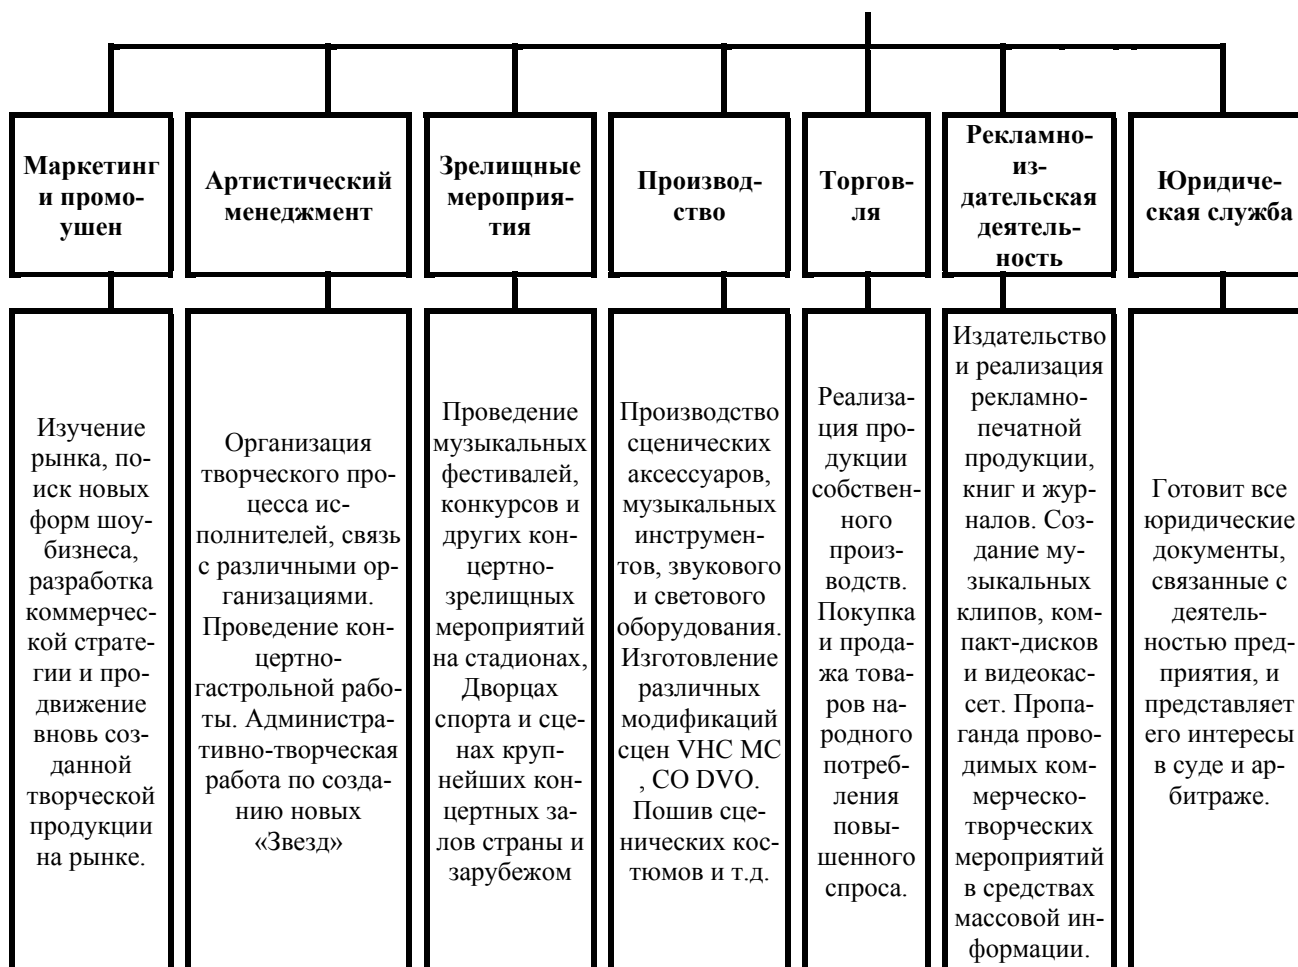 Маркетинг
и промо-
ушен
Артистический
менеджмент
Зрелищные
мероприя-
тия
Производ-
ство
Торгов-
ля
Рекламно-
из-
дательская
деятель-
ность
Юридиче-
ская служба
Изучение
рынка, по-
иск новых
форм шоу-
бизнеса,
разработка
коммерчес-
кой страте-
гии и про-
движение
вновь соз-
данной
творческой
продукции
на рынке.
Организация
творческого про-
цесса ис-
полнителей, связь
с различными ор-
ганизациями.
Проведение кон-
цертно-
гастрольной рабо-
ты. Администра-
тивно-творческая
работа по созда-
нию новых
«Звезд»
Проведение
музыкальных
фестивалей,
конкурсов и
других кон-
цертно-
зрелищных
мероприятий
на стадионах,
Дворцах
спорта и сце-
нах круп-
нейших кон-
цертных за-
лов страны и
зарубежом
Производство
сценических
аксессуаров,
музыкальных
инструмен-
тов, звукового
и светового
оборудования.
Изготовление
различных
модификаций
сцен VHC MC
, CO DVO.
Пошив сце-
нических кос-
тюмов и т.д.
Реализа-
ция про-
дукции
собствен-
ного
произ-
водств.
Покупка
и прода-
жа това-
ров на-
родного
потреб-
ления
повы-
шенного
спроса.
Издательство
и реализация
рекламно-
печатной
продукции,
книг и жур-
налов. Соз-
дание му-
зыкальных
клипов, ком-
пакт-дисков
и видеокас-
сет. Пропа-
ганда прово-
димых ком-
мерческо-
творческих
мероприятий
в средствах
массовой ин-
формации.
Готовит все
юридические
документы,
связанные с
деятель-
ностью пред-
приятия, и
представляет
его интересы
в суде и ар-
битраже.